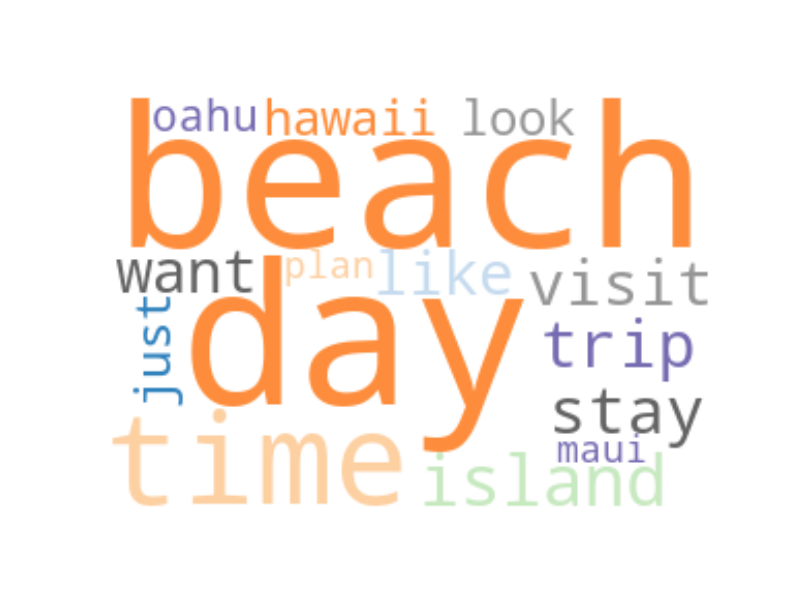 oahu hawaii look
beach
want plan like visit
just day trip
stay
time maui
island